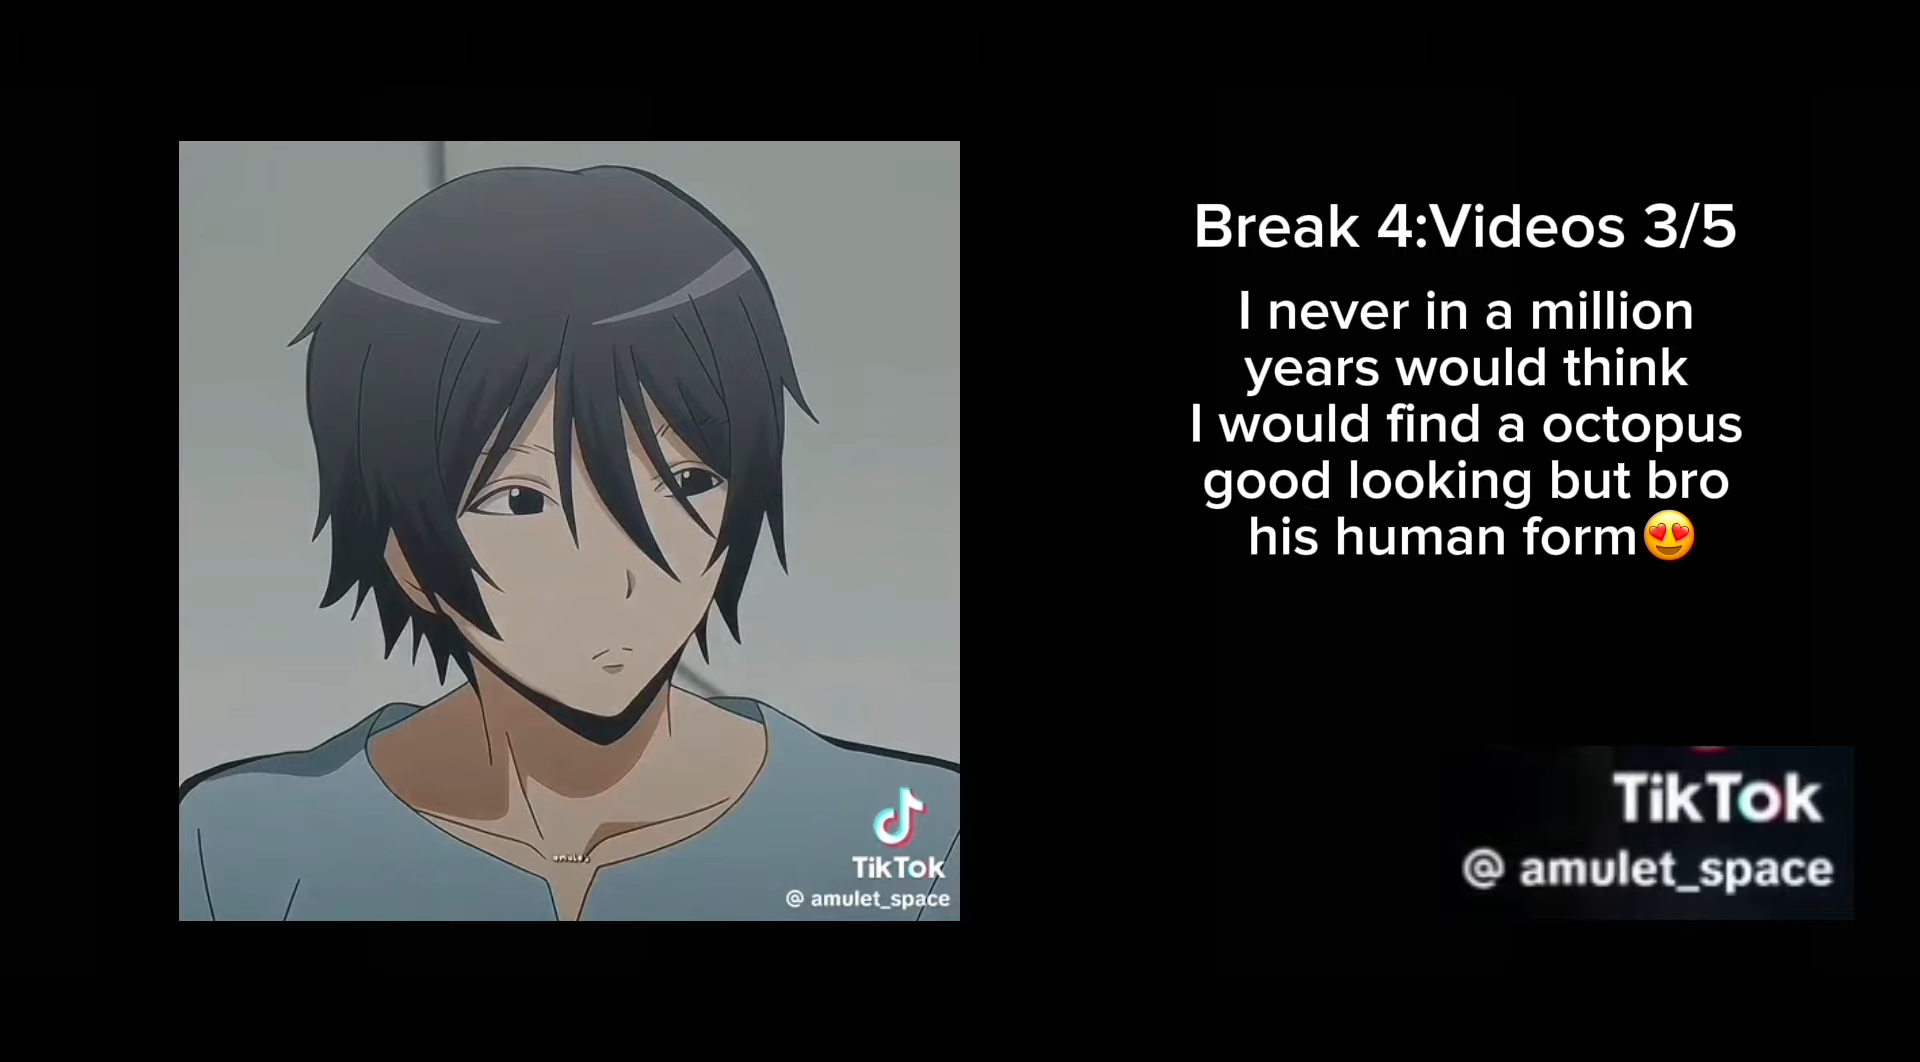 Break 4:Videos 3/5
I never in a million
years would think
I would find a octopus
good looking but bro
his human form😍
TikTok
@ amulet_space
TikTok
@ amulet_space